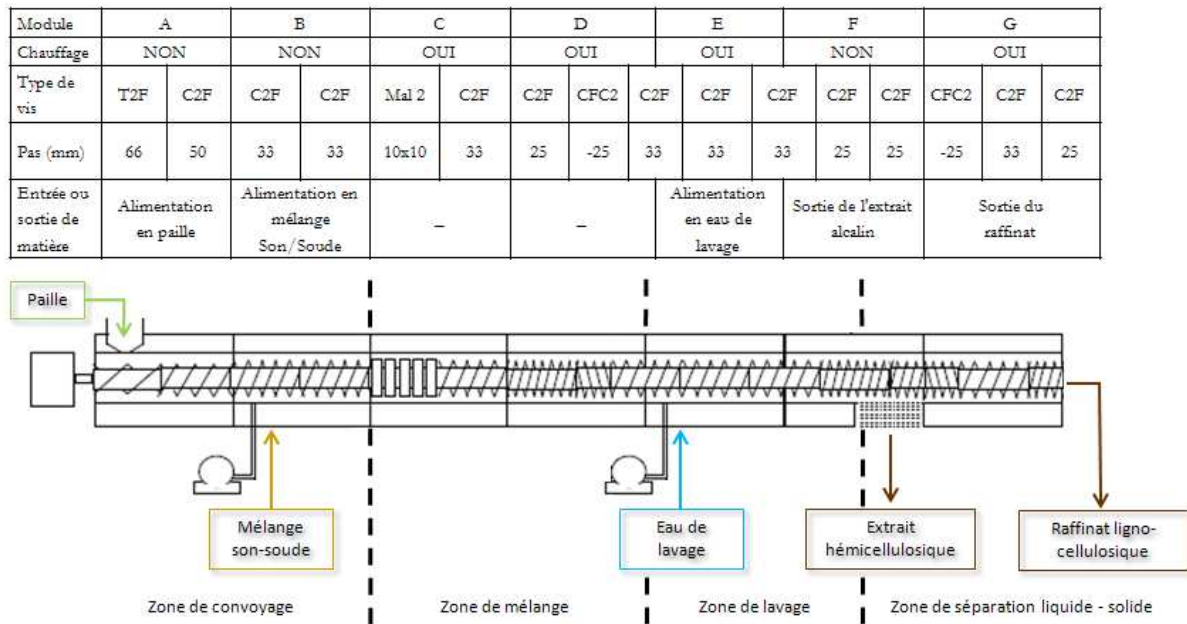 Module A B C D E F G
Chauffage NON NON OUI OUI OUI NON OUI
Type de
vis
T2F C2F C2F C2F Mal 2 C2F C2F CFC2 C2F C2F C2F C2F C2F CFC2 C2F C2F
Pas (mm) 66 50 33 33 10x10 33 25 -25 33 33 33 25 25 -25 33 25
Entrée ou
sortie de
matière
Alimentation
en paille
Alimentation en
mélange
Son/Soude
–
–
Alimentation
en eau de
lavage
Sortie de l'extrait
alcalin
Sortie du
raffinat
Paille
Mélange
son-soude
Eau de
lavage
Extrait
hémicellulosique
Raffinat ligno-
cellulosique
Zone de convoyage
Zone de mélange
Zone de lavage
Zone de séparation liquide - solide